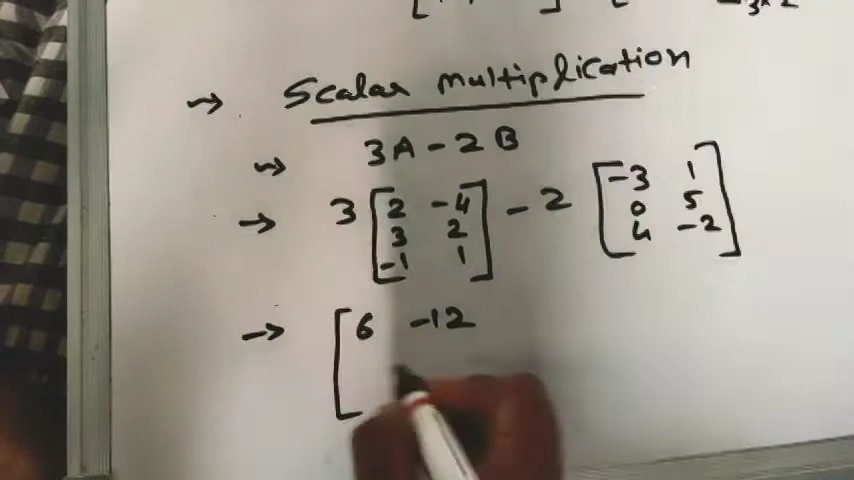 3x2
→ Scalar multiplication
→ 3A - 2B
→ 3 [2 -4] - 2 [-3 1]
3 2 0 5
-1 1 4 -2
→ [6 -12